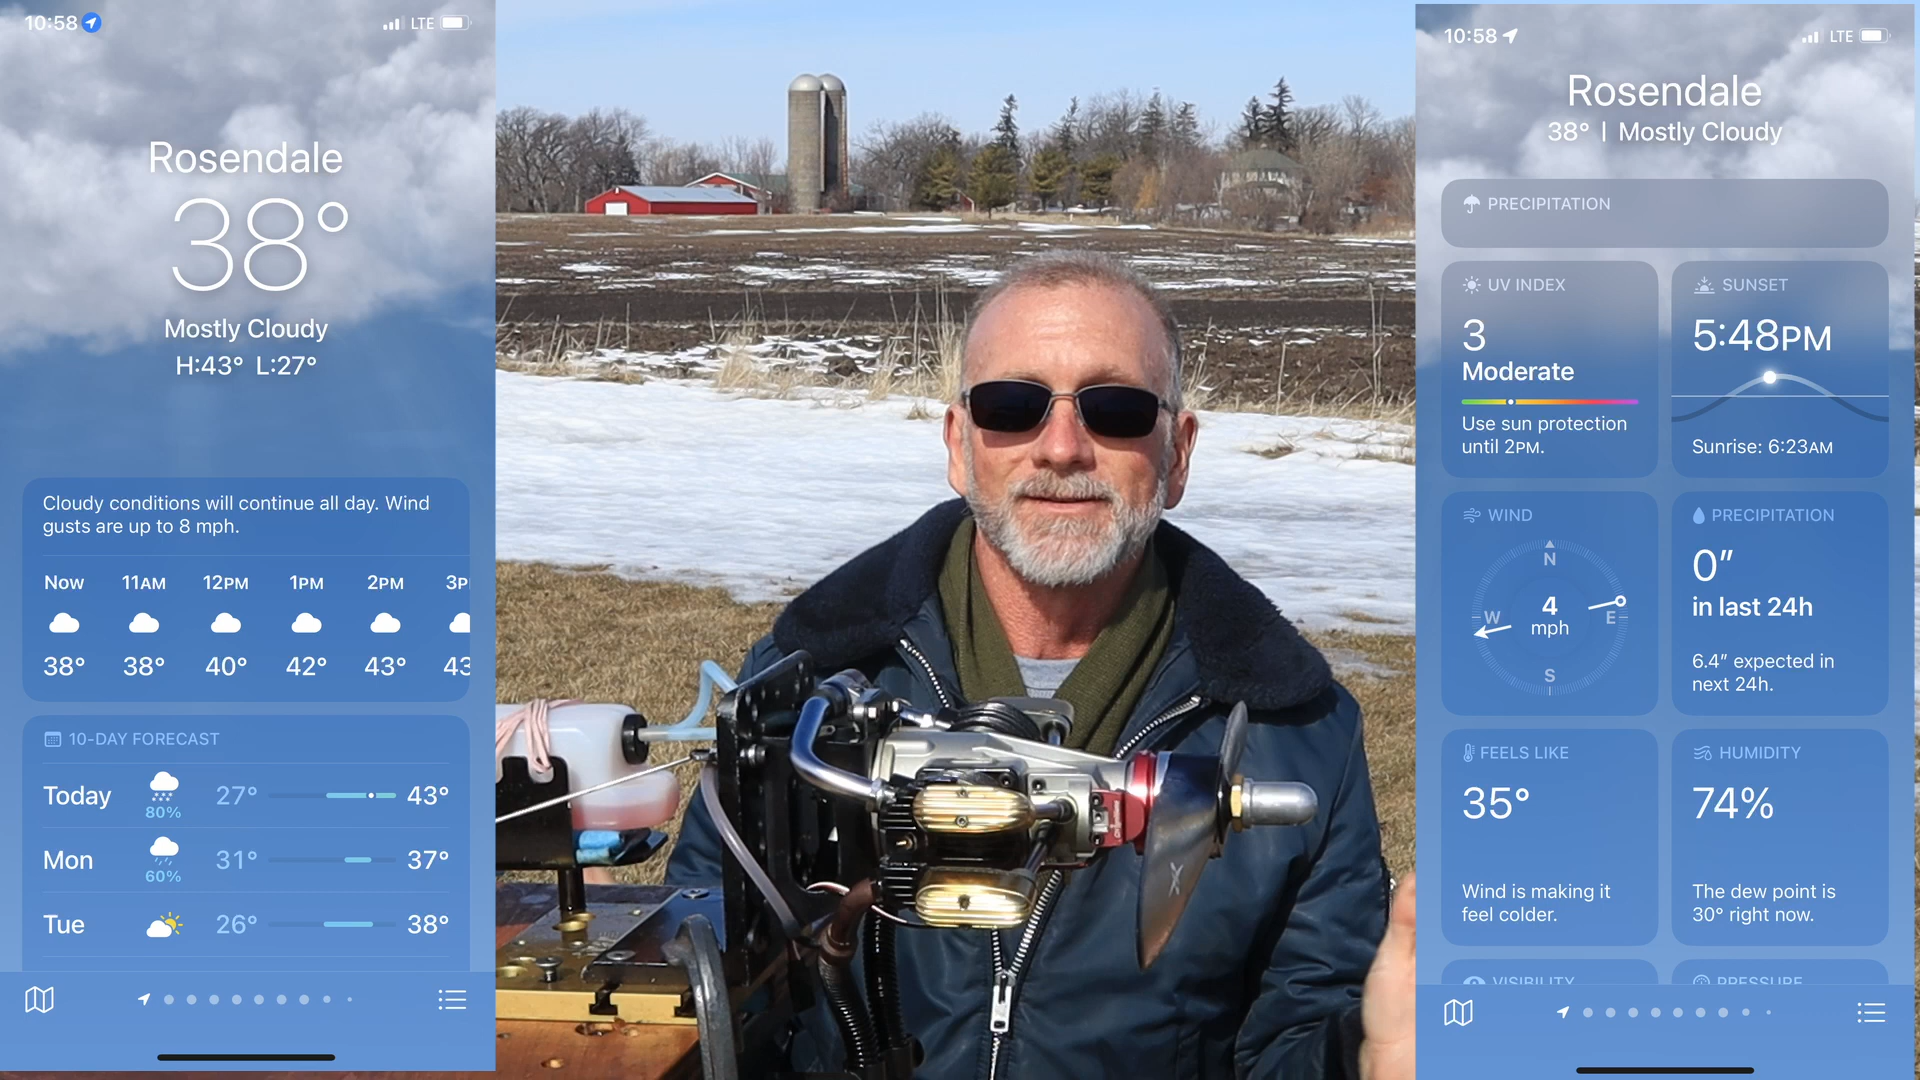 10:58
LTE
Rosendale
38°
Mostly Cloudy
H:43° L:27°
Cloudy conditions will continue all day. Wind
gusts are up to 8 mph.
Now 11AM 12PM 1PM 2PM 3P
38° 38° 40° 42° 43° 43
10-DAY FORECAST
Today 27° 43°
80%
Mon 31° 37°
60%
Tue 26° 38°
X
10:58
LTE
Rosendale
38° | Mostly Cloudy
PRECIPITATION
UV INDEX
3
Moderate
Use sun protection
until 2PM.
SUNSET
5:48PM
Sunrise: 6:23AM
WIND
N
W
4
mph
E
S
PRECIPITATION
0”
in last 24h
6.4” expected in
next 24h.
FEELS LIKE
35°
Wind is making it
feel colder.
HUMIDITY
74%
The dew point is
30° right now.
VISIBILITY
PRESSURE